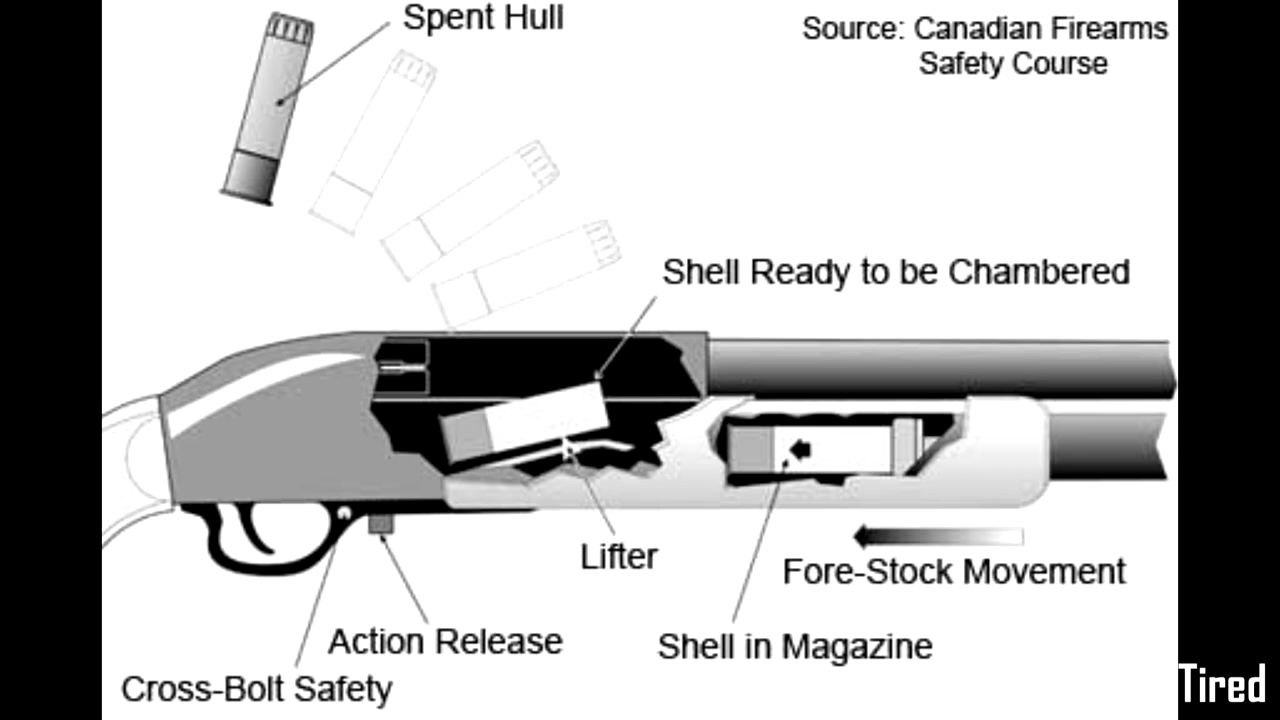 Spent Hull
Source: Canadian Firearms
Safety Course
Shell Ready to be Chambered
Lifter
Fore-Stock Movement
Action Release
Shell in Magazine
Cross-Bolt Safety
Tired